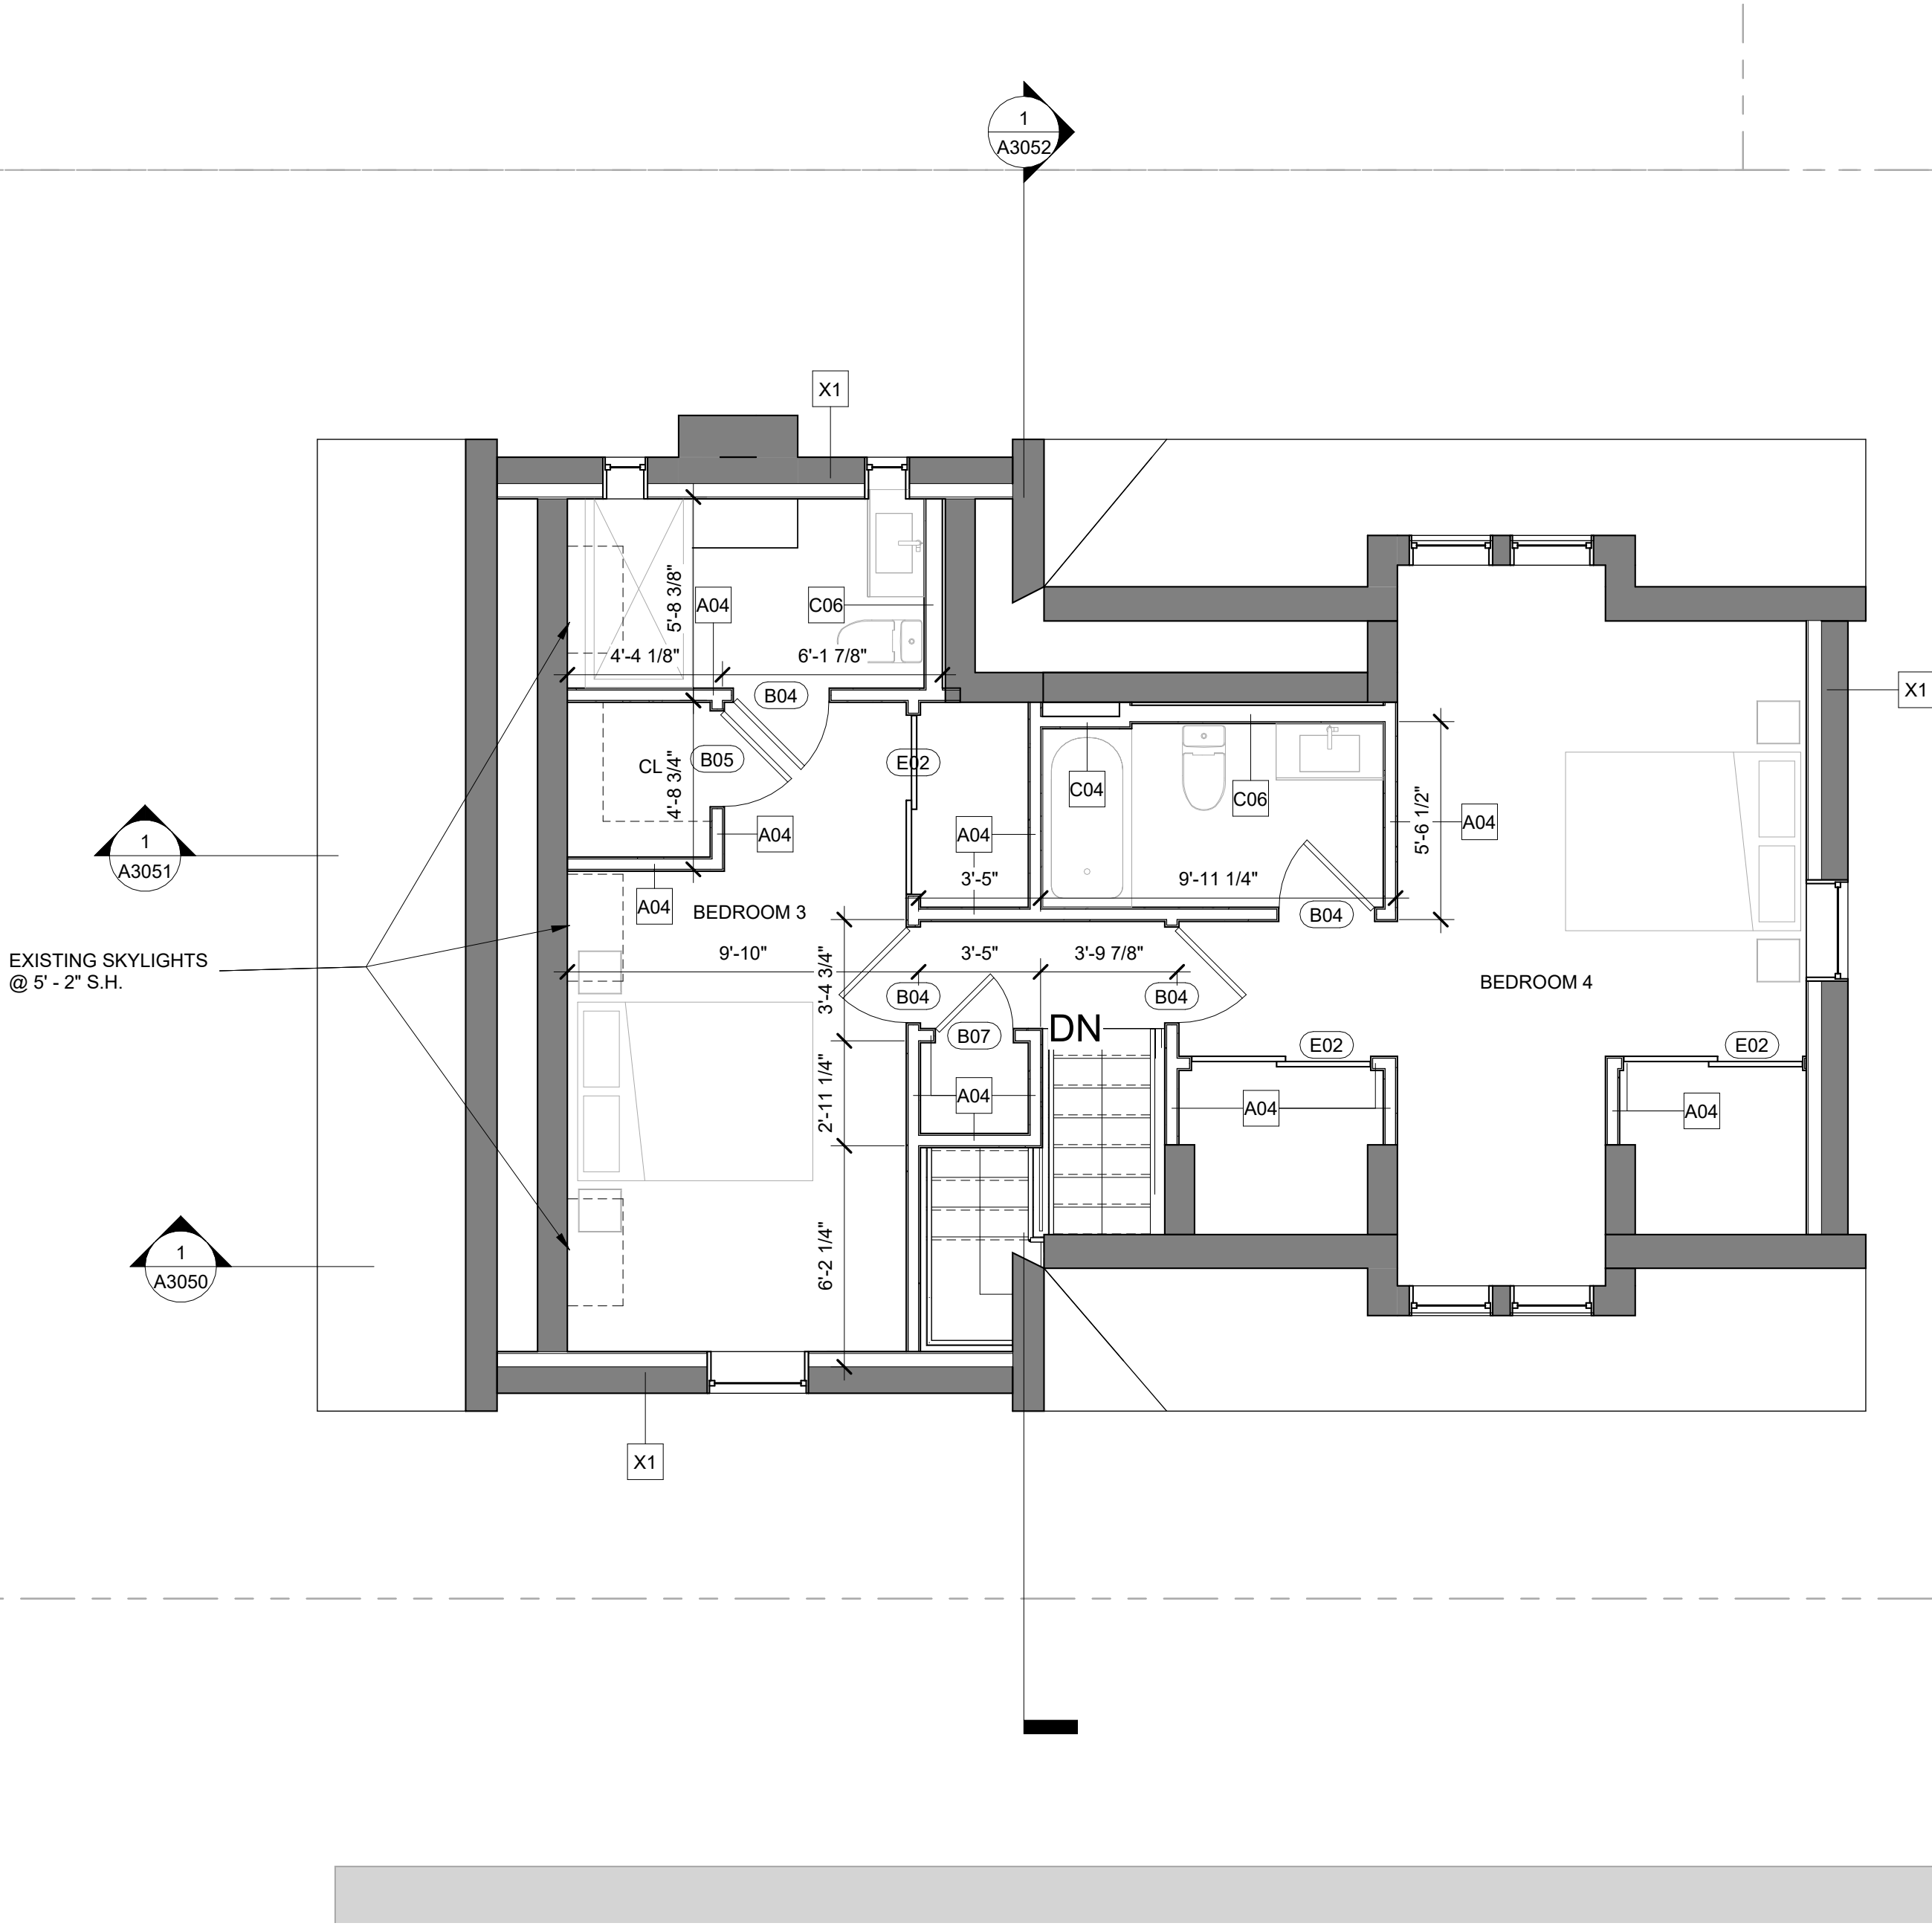 1
A3052
X1
5'-8 3/8"
A04
C06
4'-4 1/8"
6'-1 7/8"
B04
X1
CL
4'-8 3/4"
B05
E02
C04
C06
A04
A04
5'-6 1/2"
A04
1
A3051
3'-5"
9'-11 1/4"
A04
BEDROOM 3
B04
EXISTING SKYLIGHTS
@ 5' - 2" S.H.
9'-10"
3'-4 3/4"
3'-5"
3'-9 7/8"
BEDROOM 4
B04
B04
B07
DN
E02
E02
2'-11 1/4"
A04
A04
A04
1
A3050
6'-2 1/4"
X1